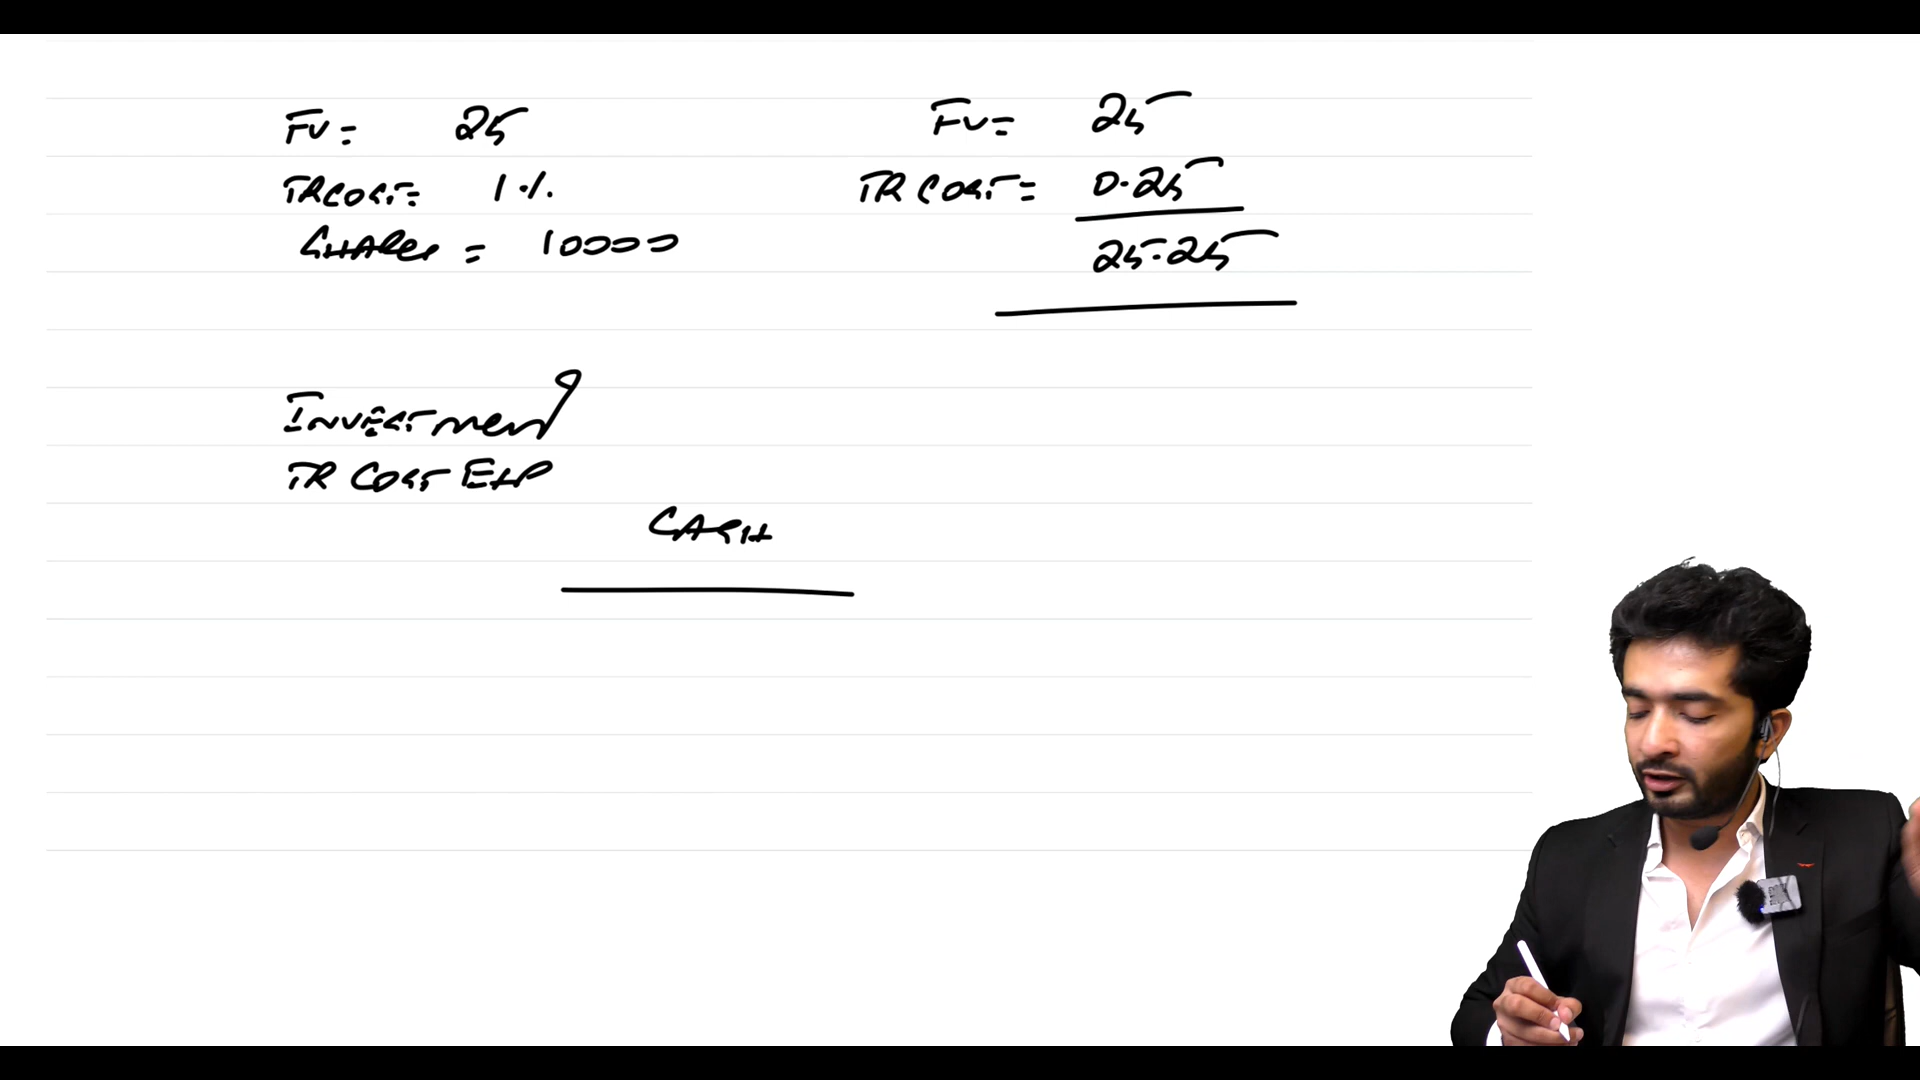 FV = 25
TR COST = 1 %
SHARES = 10000
FV = 25
TR COST = 0.25
25.25
INVESTMENT
TR COST EXP
CASH